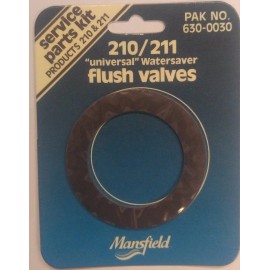 service
parts kit
PRODUCTS 210 & 211
PAK NO.
630-0030
210/211
"universal" Watersaver
flush valves
Mansfield